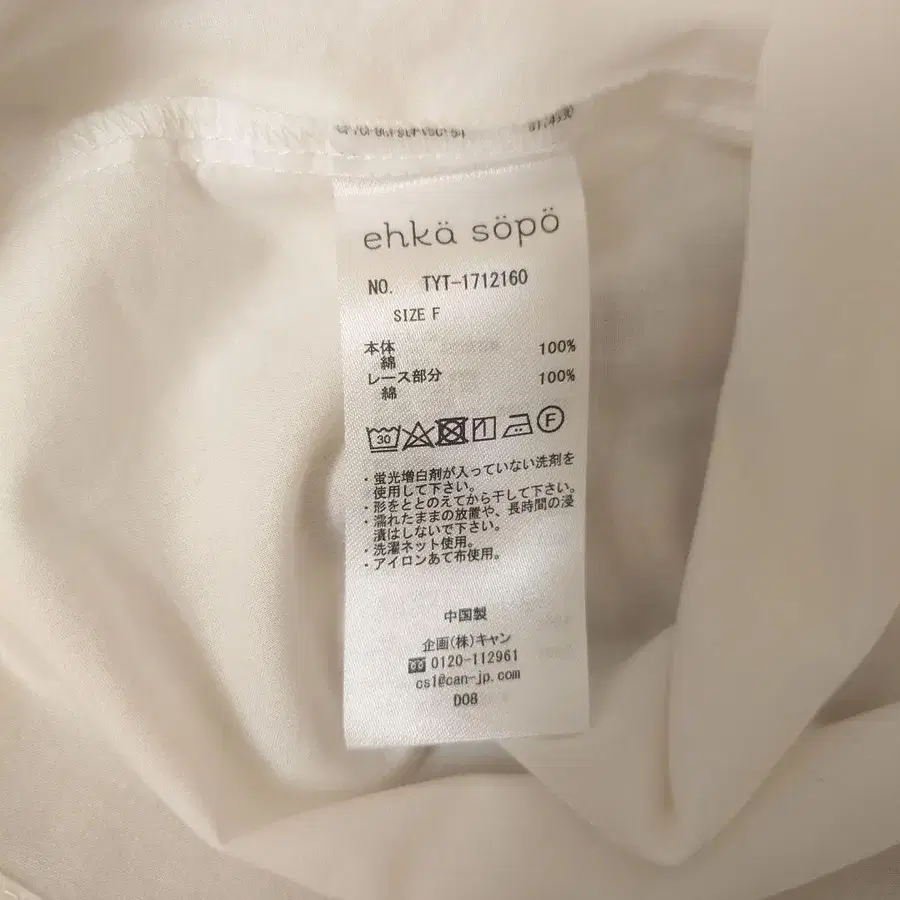 ehkä söpö
NO. TYT-1712160
SIZE F
本体 100%
綿
レース部分 100%
綿
30 F
・蛍光増白剤が入っていない洗剤を
使用して下さい。
・形をととのえてから干して下さい。
・濡れたままの放置や、長時間の浸
漬はしないで下さい。
・洗濯ネット使用。
・アイロンあて布使用。
中国製
企画(株)キャン
0120-112961
cs1@can-jp.com
D08